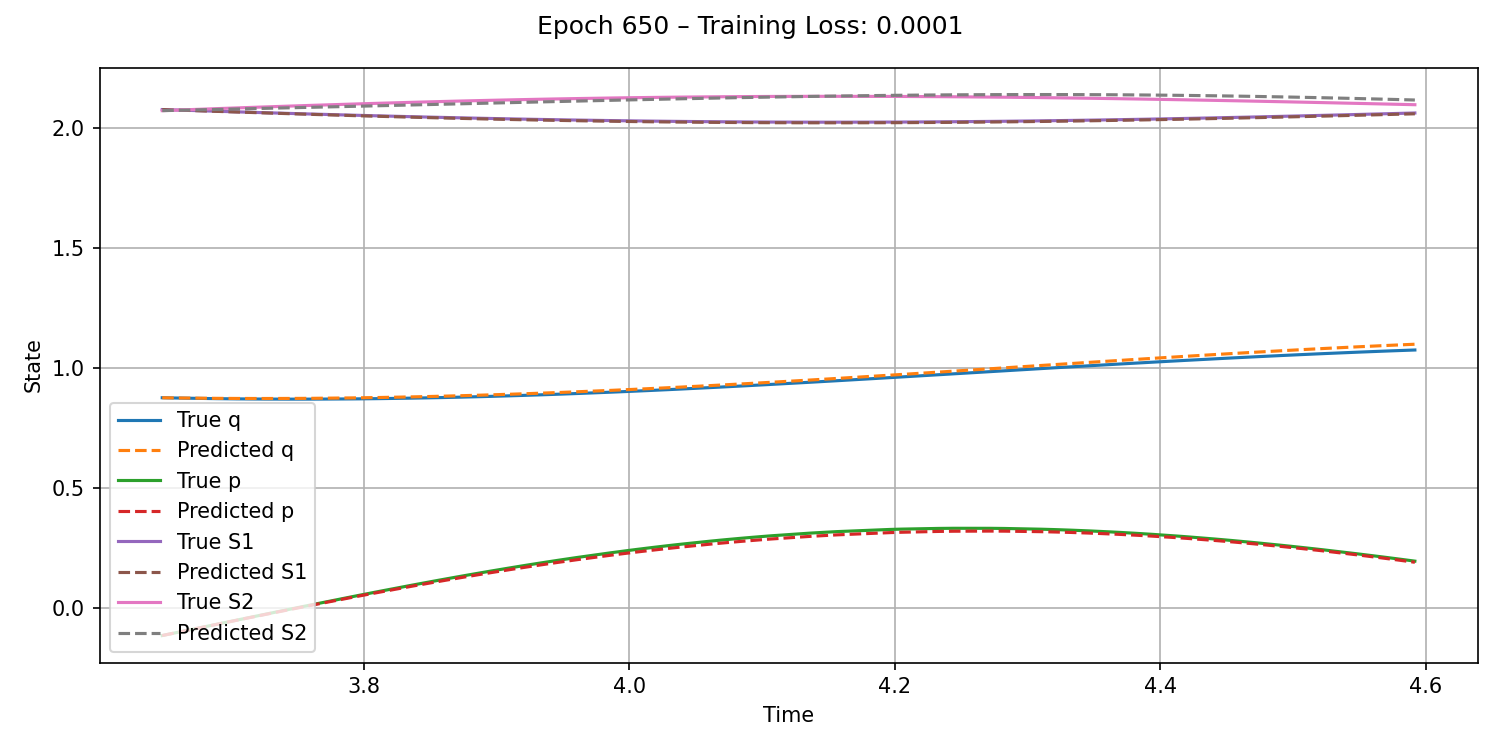 Epoch 650 – Training Loss: 0.0001
State
2.0
1.5
1.0
0.5
0.0
True q
Predicted q
True p
Predicted p
True S1
Predicted S1
True S2
Predicted S2
3.8 4.0 4.2 4.4 4.6
Time